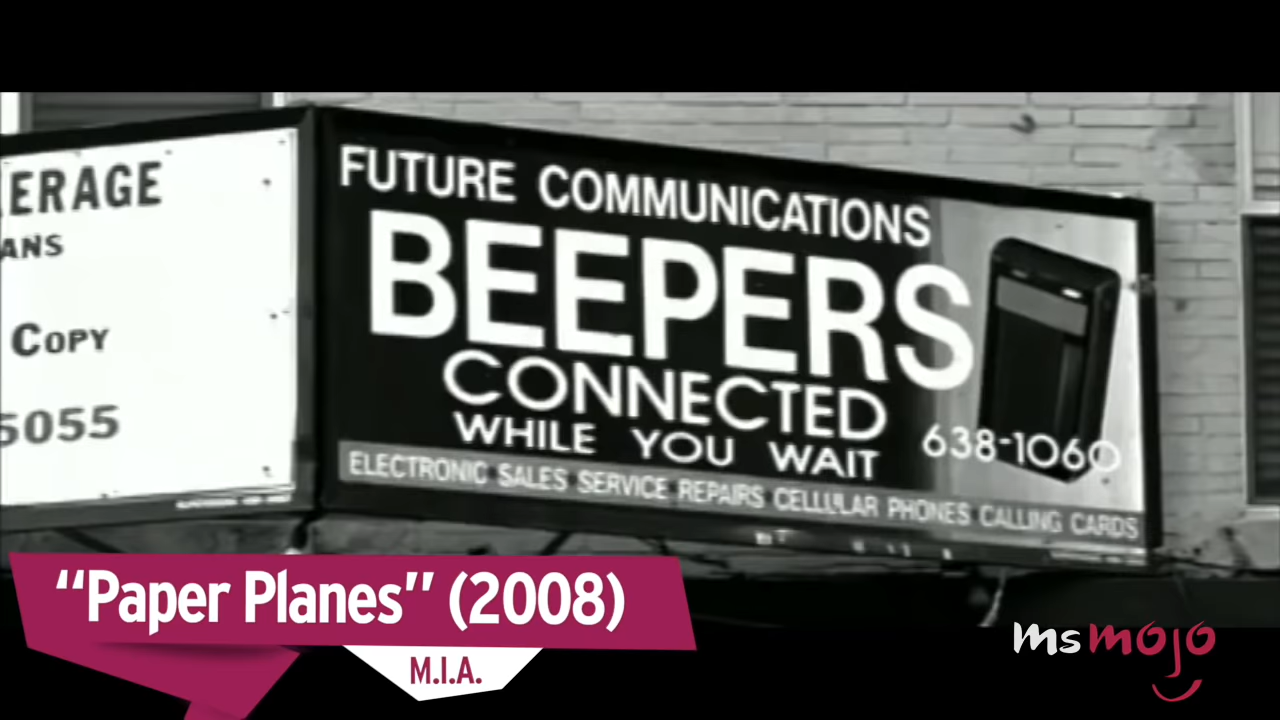 ERAGE
ANS
COPY
5055
FUTURE COMMUNICATIONS
BEEPERS
CONNECTED
WHILE YOU WAIT
638-1060
ELECTRONIC SALES SERVICE REPAIRS CELLULAR PHONES CALLING CARDS
“Paper Planes” (2008)
M.I.A.
msmojo